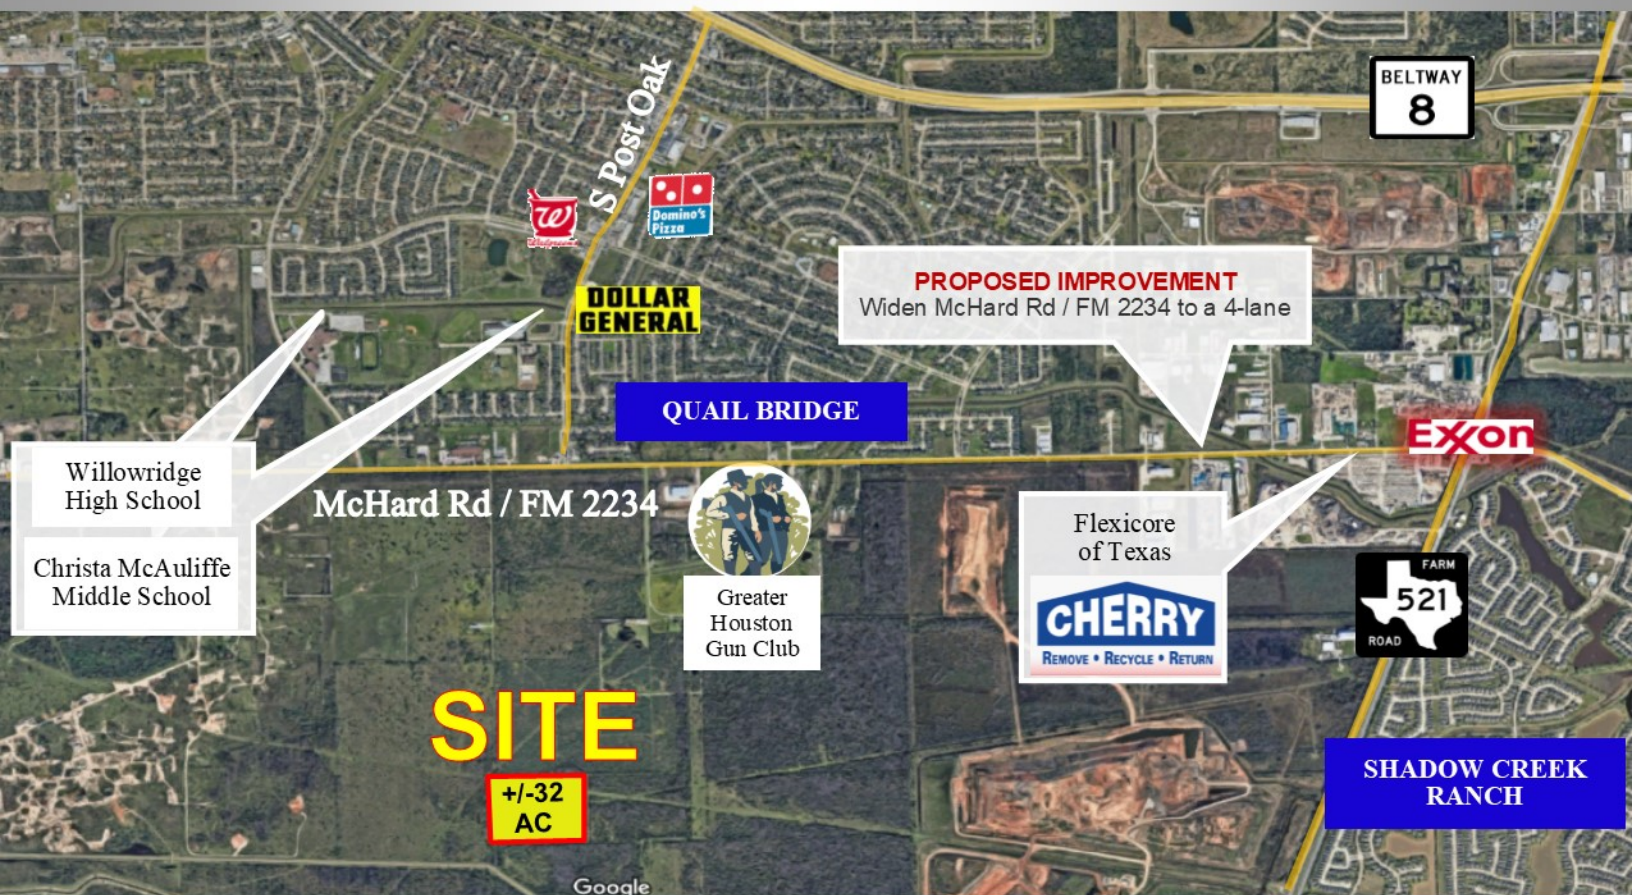 BELTWAY
8
S Post Oak
W
Walgreens
Domino's
Pizza
PROPOSED IMPROVEMENT
Widen McHard Rd / FM 2234 to a 4-lane
DOLLAR
GENERAL
QUAIL BRIDGE
Exxon
Willowridge
High School
Christa McAuliffe
Middle School
McHard Rd / FM 2234
Greater
Houston
Gun Club
Flexicore
of Texas
CHERRY
REMOVE • RECYCLE • RETURN
FARM
521
ROAD
SITE
+/-32
AC
SHADOW CREEK
RANCH
Google